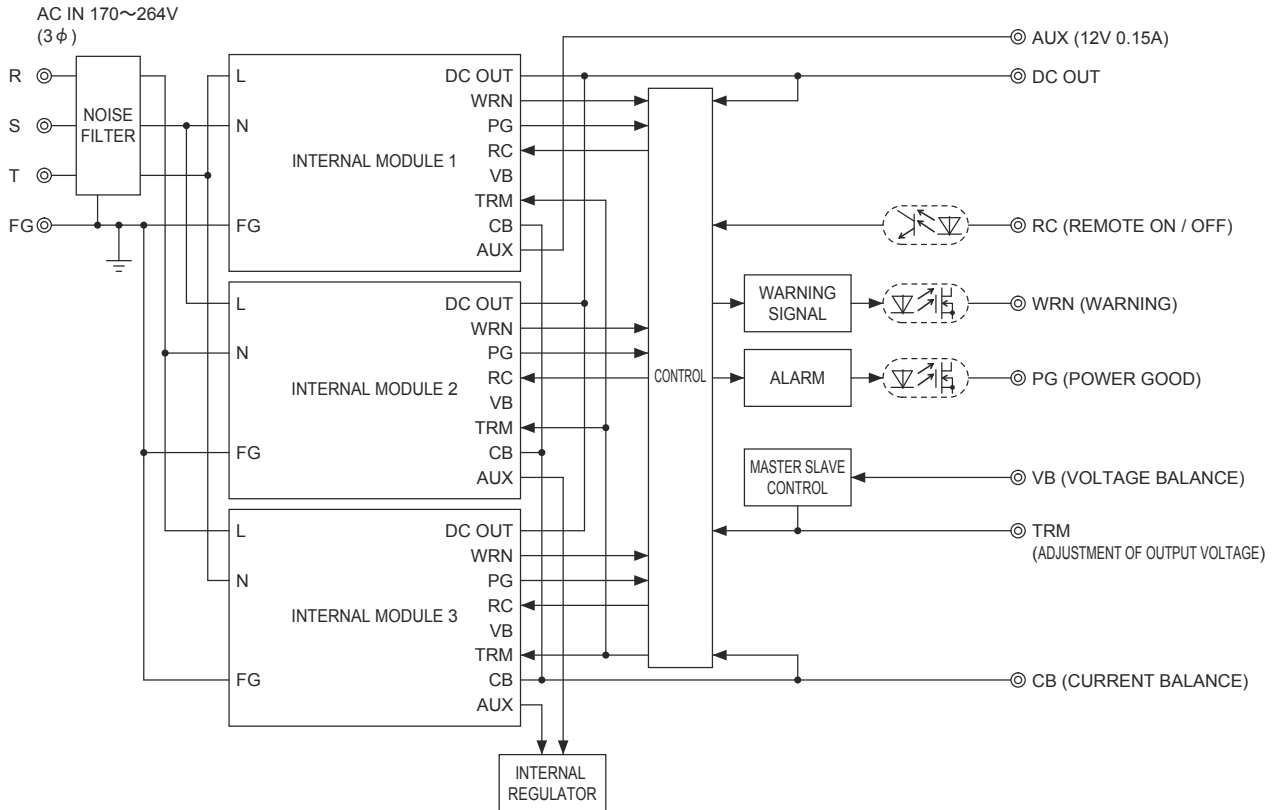 AC IN 170～264V
(3φ)
R
S
T
FG
NOISE
FILTER
L
N
FG
INTERNAL MODULE 1
DC OUT
WRN
PG
RC
VB
TRM
CB
AUX
L
N
FG
INTERNAL MODULE 2
DC OUT
WRN
PG
RC
VB
TRM
CB
AUX
L
N
FG
INTERNAL MODULE 3
DC OUT
WRN
PG
RC
VB
TRM
CB
AUX
INTERNAL
REGULATOR
CONTROL
WARNING
SIGNAL
ALARM
MASTER SLAVE
CONTROL
AUX (12V 0.15A)
DC OUT
RC (REMOTE ON / OFF)
WRN (WARNING)
PG (POWER GOOD)
VB (VOLTAGE BALANCE)
TRM
(ADJUSTMENT OF OUTPUT VOLTAGE)
CB (CURRENT BALANCE)